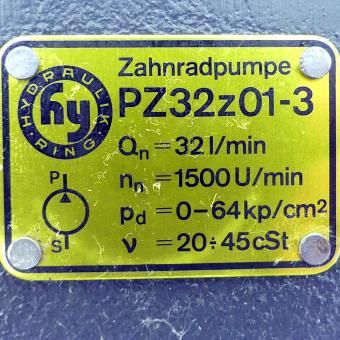 HYDRAULIK RING
hy
Zahnradpumpe
PZ32z01-3
Qn = 32 l/min
nn = 1500 U/min
pd = 0-64 kp/cm²
ν = 20÷45 cSt
P
S